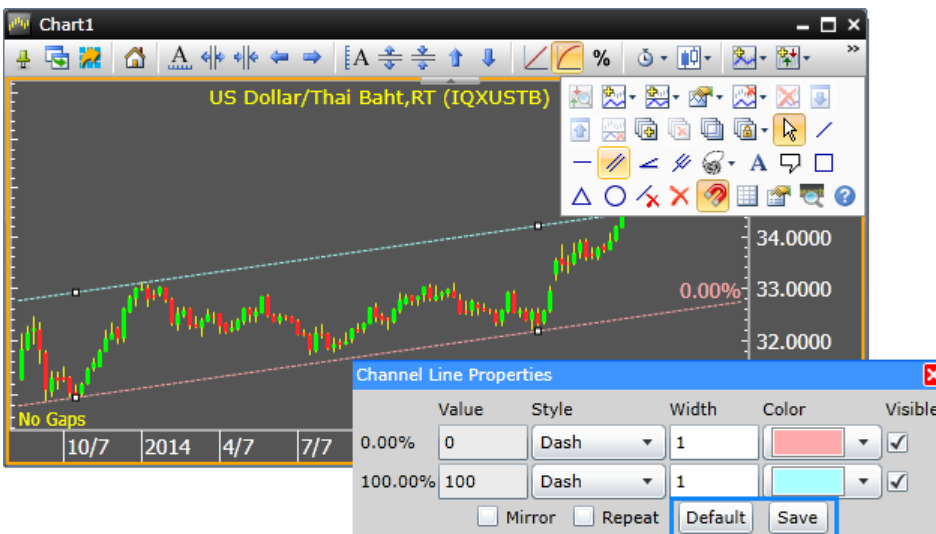 Chart1
A A %
US Dollar/Thai Baht,RT (IQXUSTB)
A
?
34.0000
0.00% 33.0000
32.0000
No Gaps
10/7 2014 4/7 7/7
Channel Line Properties
Value Style Width Color Visible
0.00% 0 Dash 1
100.00% 100 Dash 1
Mirror Repeat Default Save